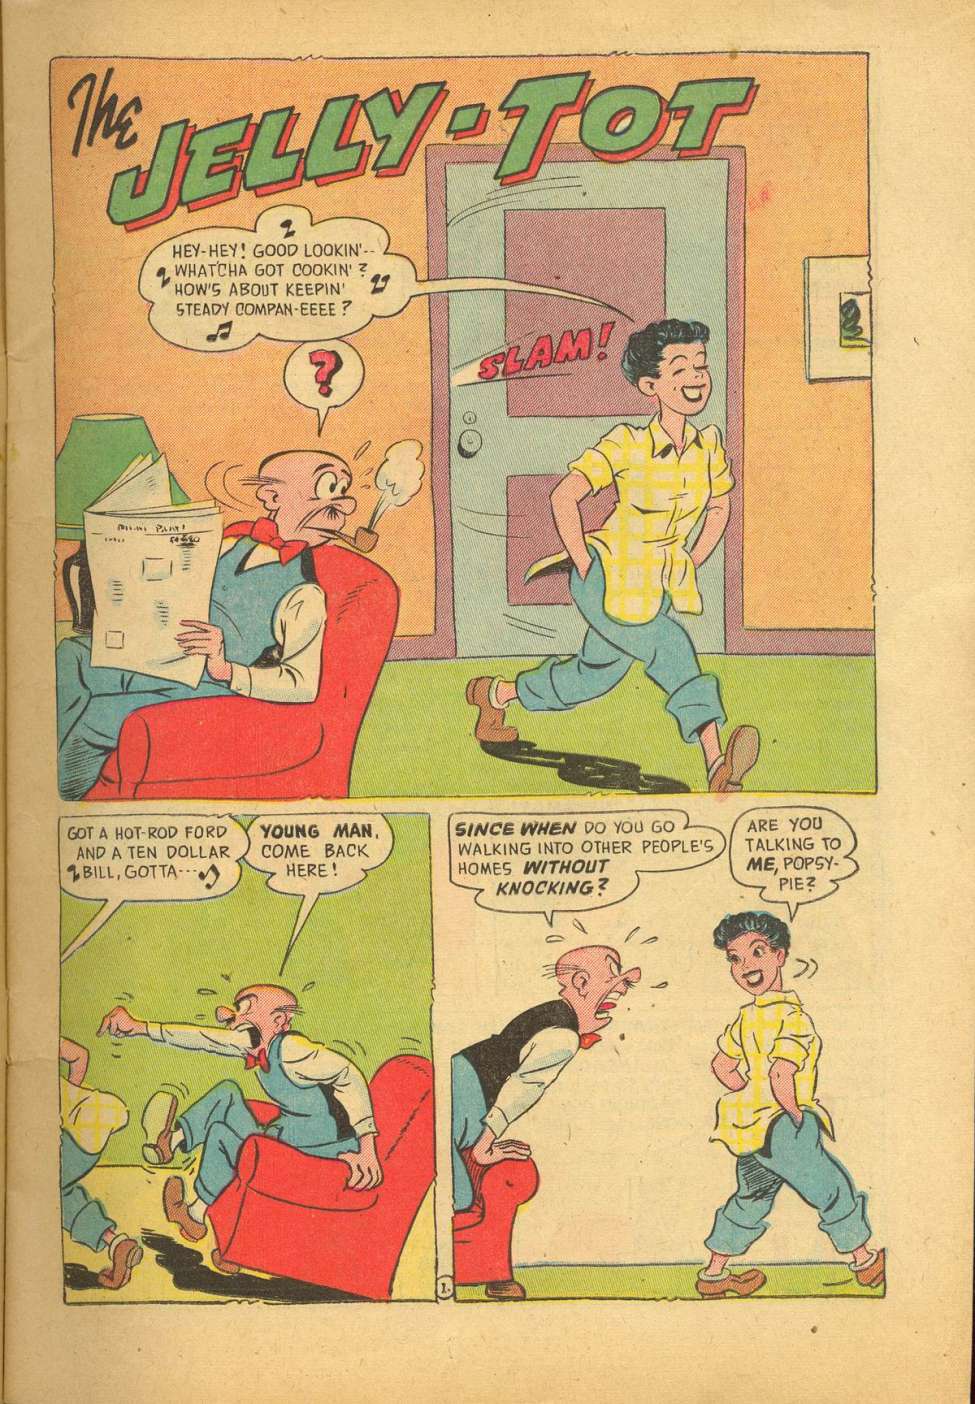 The
JELLY-TOT
HEY-HEY! GOOD LOOKIN'--
WHAT'CHA GOT COOKIN'?
HOW'S ABOUT KEEPIN'
STEADY COMPAN-EEEE?
?
SLAM!
GOT A HOT-ROD FORD
AND A TEN DOLLAR
BILL, GOTTA---
YOUNG MAN,
COME BACK
HERE!
SINCE WHEN DO YOU GO
WALKING INTO OTHER PEOPLE'S
HOMES WITHOUT
KNOCKING?
ARE YOU
TALKING TO
ME, POPSY-
PIE?
1.